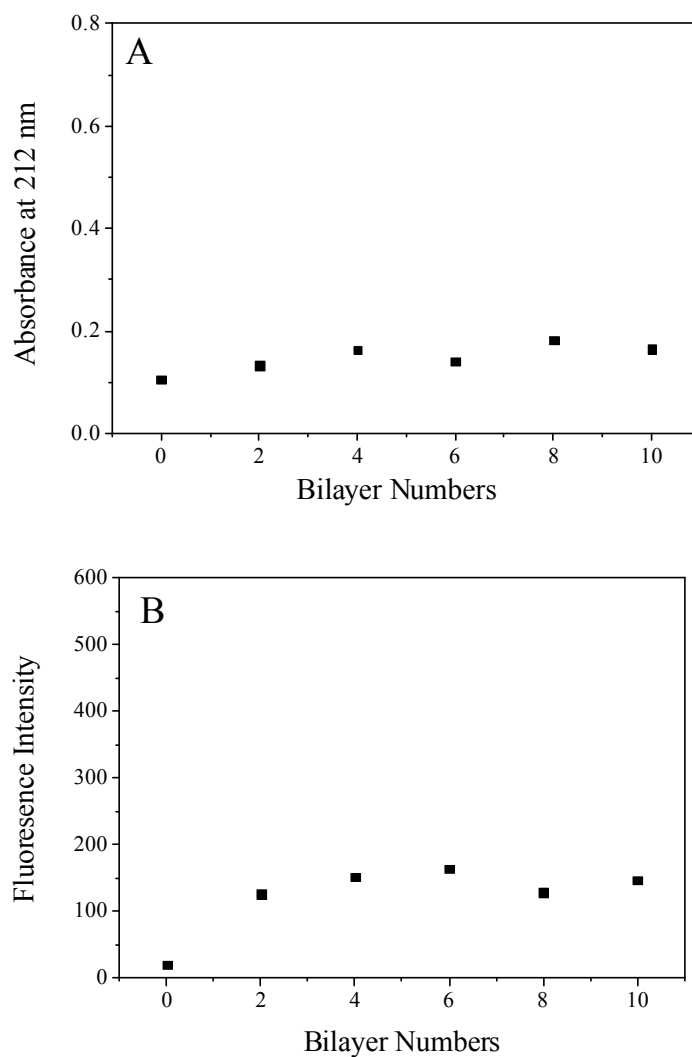 A
Absorbance at 212 nm
0.8
0.6
0.4
0.2
0.0
0 2 4 6 8 10
Bilayer Numbers
B
Fluoresence Intensity
600
500
400
300
200
100
0
0 2 4 6 8 10
Bilayer Numbers